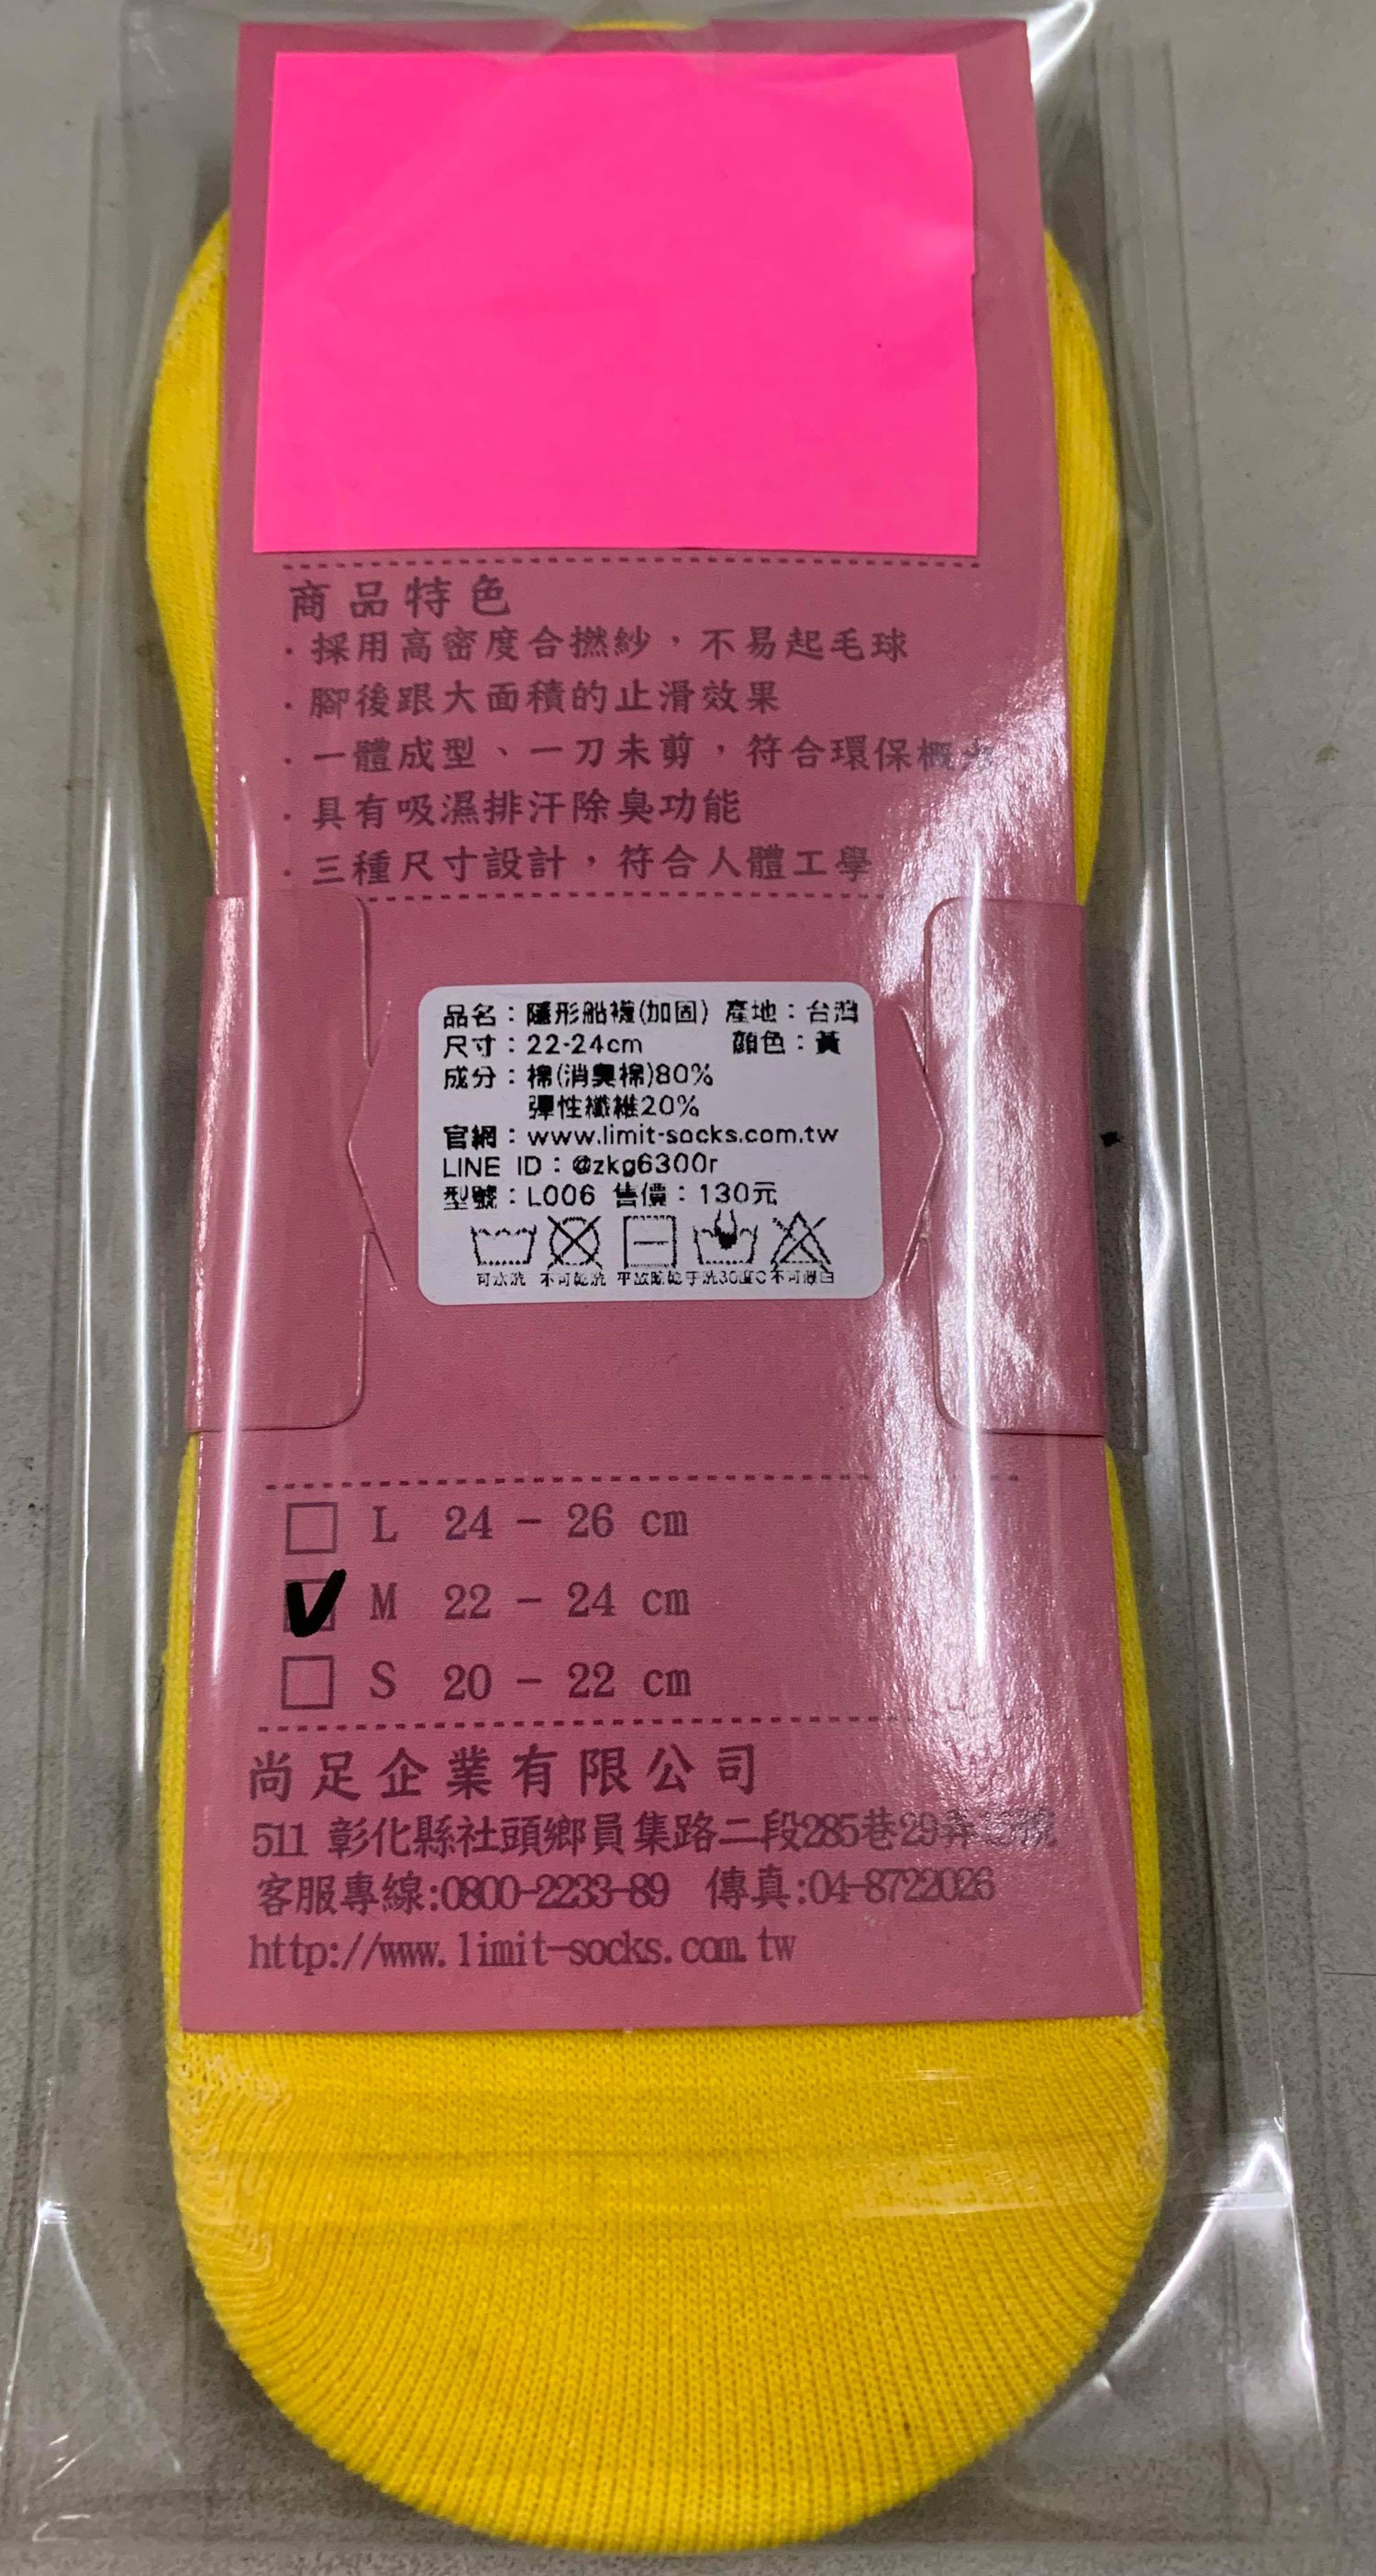 商品特色
·採用高密度合撚紗,不易起毛球
·腳後跟大面積的止滑效果
·一體成型、一刀未剪,符合環保概念
·具有吸濕排汗除臭功能
·三種尺寸設計,符合人體工學
品名:隱形船襪(加固) 產地:台灣
尺寸:22-24cm 顏色:黃
成分:棉(消臭棉)80%
彈性纖維20%
官網:www.limit-socks.com.tw
LINE ID:@zkg6300r
型號:L006 售價:130元
可水洗 不可乾洗 平放晾乾 手洗30度C 不可漂白
L 24 - 26 cm
M 22 - 24 cm
S 20 - 22 cm
尚足企業有限公司
511 彰化縣社頭鄉員集路二段285巷29弄 號
客服專線:0800-2233-89 傳真:04-8722026
http://www.limit-socks.com.tw